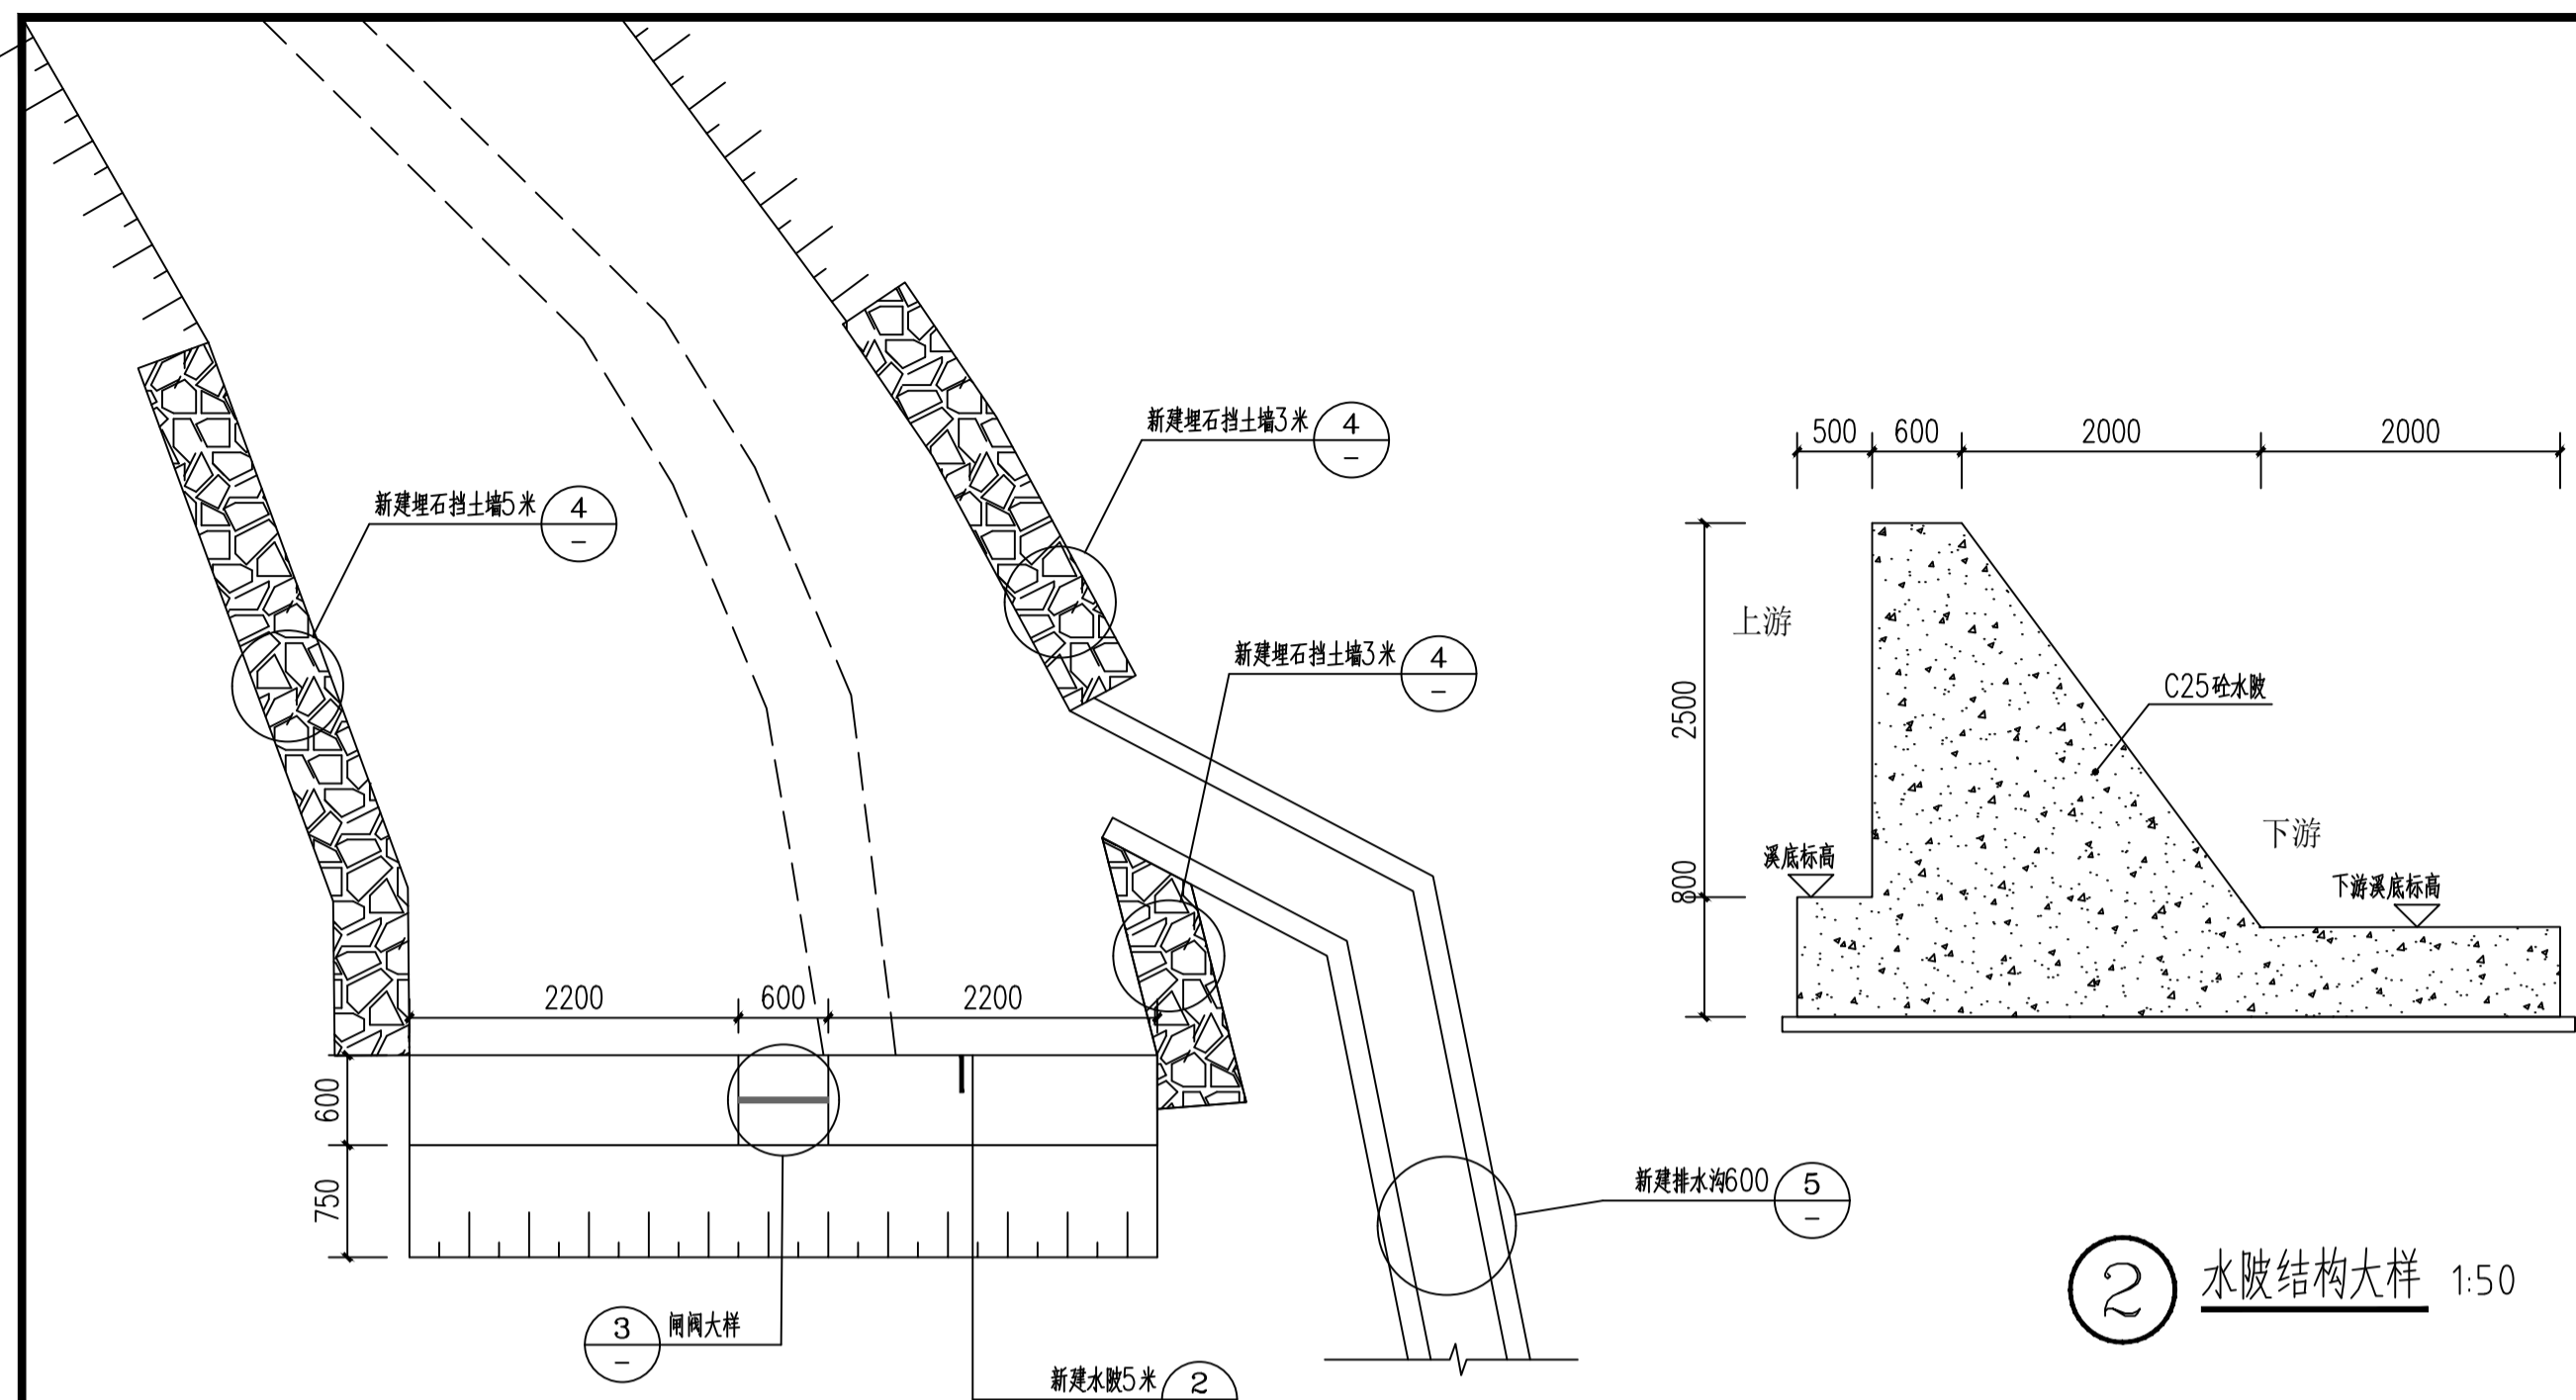 新建埋石挡土墙3米
4
–
新建埋石挡土墙5米
4
–
新建埋石挡土墙3米
4
–
2200 600 2200
600
750
新建排水沟600
5
–
3
–
闸阀大样
新建水陂5米
2
500 600 2000 2000
2500
800
上游
C25砼水陂
下游
溪底标高
下游溪底标高
2
水陂结构大样 1:50